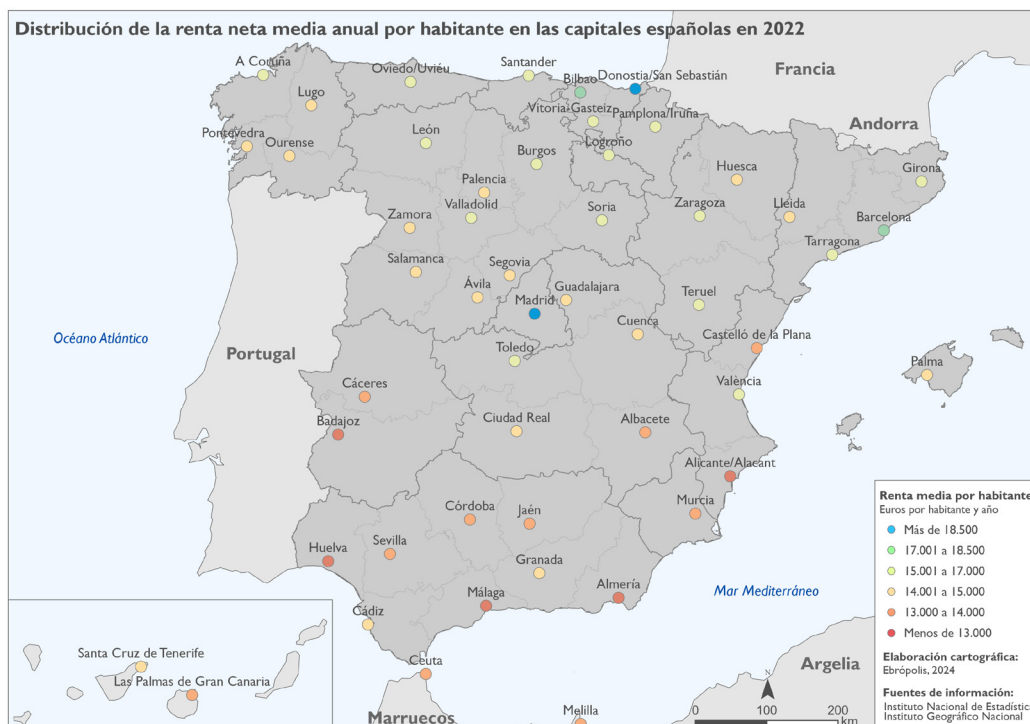 Distribución de la renta neta media anual por habitante en las capitales españolas en 2022
A Coruña
Oviedo/Uviéu
Santander
Bilbao
Donostia/San Sebastián
Francia
Lugo
Vitoria-Gasteiz
Pamplona/Iruña
Andorra
Pontevedra
Ourense
León
Burgos
Logroño
Huesca
Girona
Palencia
Zamora
Valladolid
Soria
Zaragoza
Lleida
Barcelona
Tarragona
Salamanca
Segovia
Ávila
Madrid
Guadalajara
Teruel
Cuenca
Castelló de la Plana
Océano Atlántico
Portugal
Toledo
Palma
Cáceres
València
Badajoz
Ciudad Real
Albacete
Alicante/Alacant
Córdoba
Jaén
Murcia
Huelva
Sevilla
Granada
Málaga
Almería
Mar Mediterráneo
Cádiz
Ceuta
Santa Cruz de Tenerife
Las Palmas de Gran Canaria
Marruecos
Melilla
Argelia
Renta media por habitante
Euros por habitante y año
Más de 18.500
17.001 a 18.500
15.001 a 17.000
14.001 a 15.000
13.000 a 14.000
Menos de 13.000
Elaboración cartográfica:
Ebrópolis, 2024
Fuentes de información:
Instituto Nacional de Estadístic
Instituto Geográfico Nacional
N
0 100 200
km